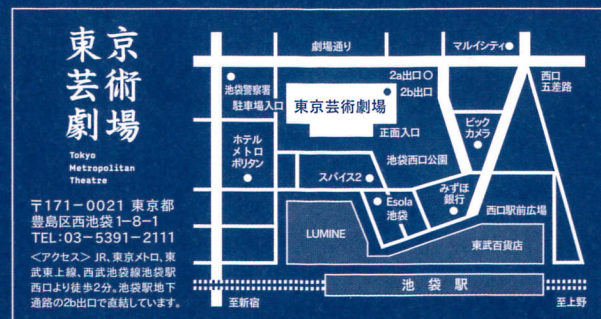 東京
芸術
劇場
Tokyo
Metropolitan
Theatre
〒171-0021 東京都
豊島区西池袋1-8-1
TEL:03-5391-2111
<アクセス> JR、東京メトロ、東
武東上線、西武池袋線池袋駅
西口より徒歩2分。池袋駅地下
通路の2b出口で直結しています。
劇場通り
マルイシティ
2a出口
2b出口
西口
五差路
池袋警察署
駐車場入口
東京芸術劇場
正面入口
ビック
カメラ
ホテル
メトロ
ポリタン
池袋西口公園
スパイス2
Esola
池袋
みずほ
銀行
西口駅前広場
LUMINE
東武百貨店
池袋駅
至新宿
至上野